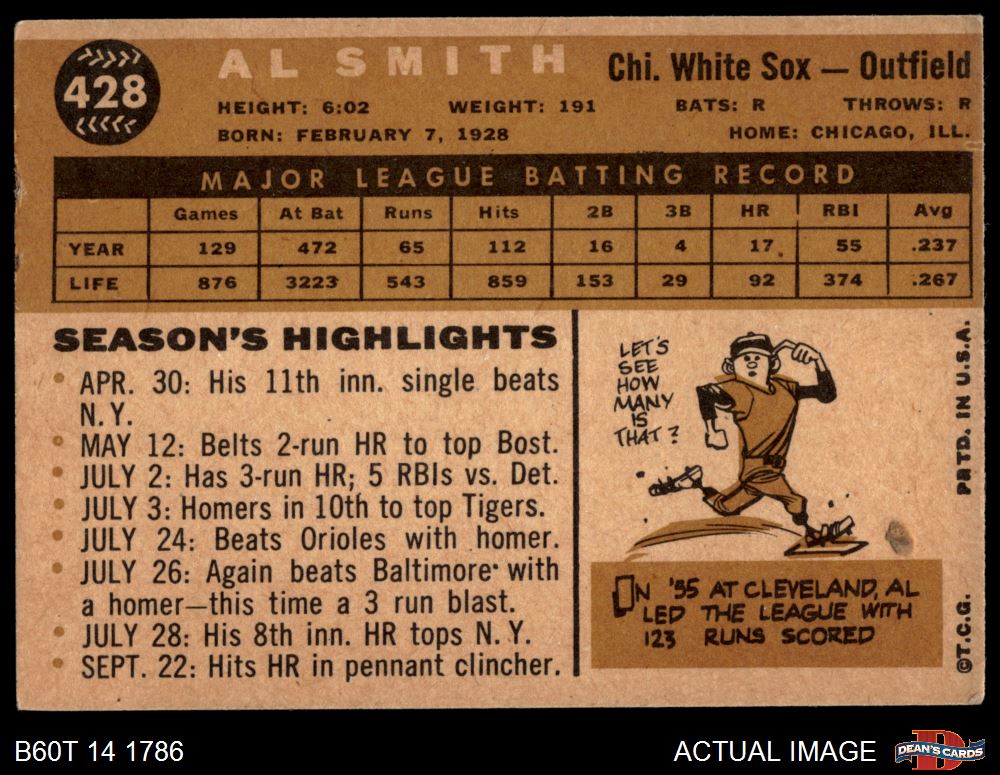 428
AL SMITH
Chi. White Sox — Outfield
HEIGHT: 6:02 WEIGHT: 191 BATS: R THROWS: R
BORN: FEBRUARY 7, 1928 HOME: CHICAGO, ILL.
MAJOR LEAGUE BATTING RECORD
Games At Bat Runs Hits 2B 3B HR RBI Avg
YEAR 129 472 65 112 16 4 17 55 .237
LIFE 876 3223 543 859 153 29 92 374 .267
SEASON'S HIGHLIGHTS
• APR. 30: His 11th inn. single beats
N.Y.
• MAY 12: Belts 2-run HR to top Bost.
• JULY 2: Has 3-run HR; 5 RBIs vs. Det.
• JULY 3: Homers in 10th to top Tigers.
• JULY 24: Beats Orioles with homer.
• JULY 26: Again beats Baltimore with
a homer—this time a 3 run blast.
• JULY 28: His 8th inn. HR tops N.Y.
• SEPT. 22: Hits HR in pennant clincher.
LET'S
SEE
HOW
MANY
IS
THAT?
IN '55 AT CLEVELAND, AL
LED THE LEAGUE WITH
123 RUNS SCORED
©T.C.G. PRTD. IN U.S.A.
B60T 14 1786
ACTUAL IMAGE
DEAN'S CARDS